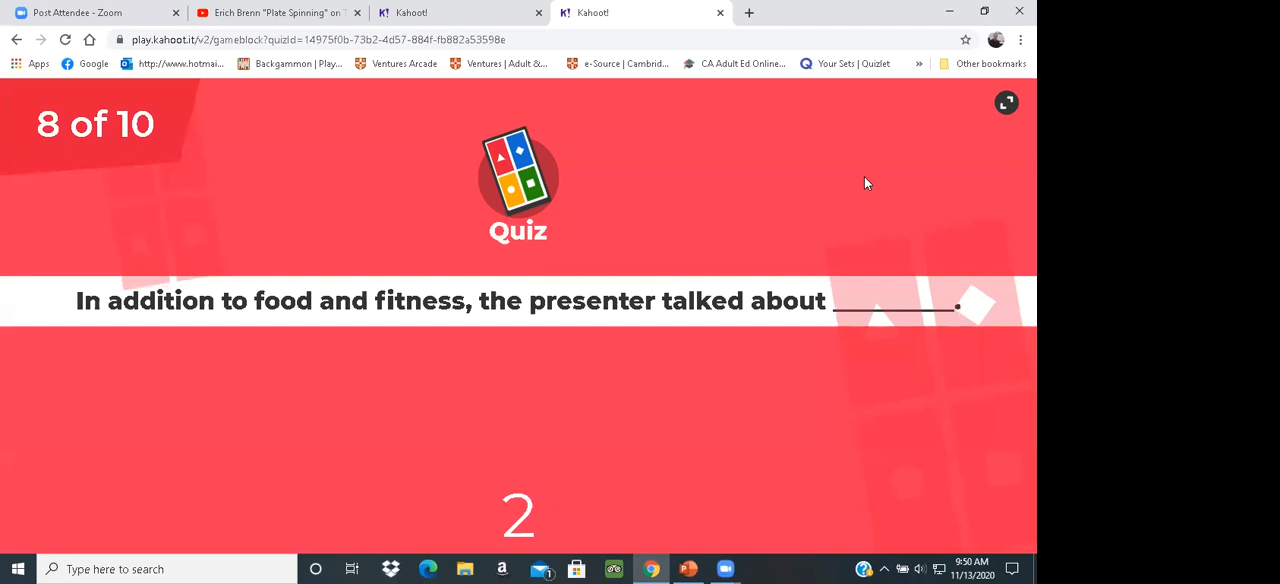 Post Attendee - Zoom
Erich Brenn "Plate Spinning" on
Kahoot!
Kahoot!
play.kahoot.it/v2/gameblock?quizId=14975f0b-73b2-4d57-884f-fb882a53598e
Apps
Google
http://www.hotmai...
Backgammon | Play...
Ventures Arcade
Ventures | Adult &...
e-Source | Cambrid...
CA Adult Ed Online...
Your Sets | Quizlet
»
Other bookmarks
8 of 10
Quiz
In addition to food and fitness, the presenter talked about __________.
2
Type here to search
9:50 AM
11/13/2020